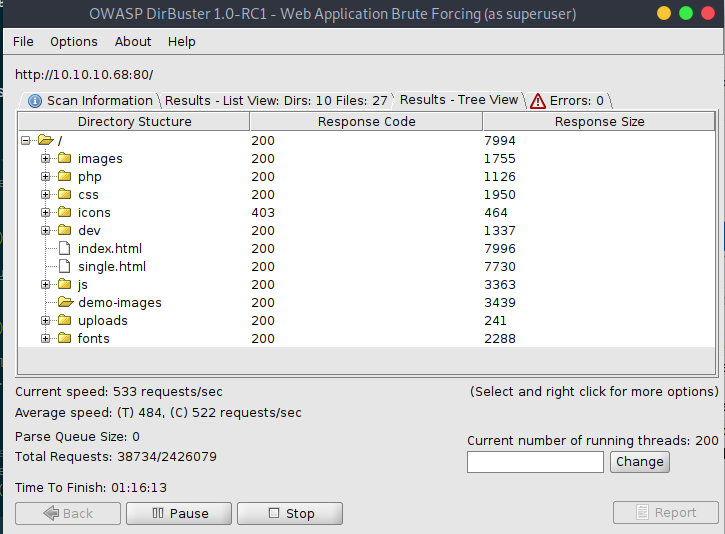 OWASP DirBuster 1.0-RC1 - Web Application Brute Forcing (as superuser)
File Options About Help
http://10.10.10.68:80/
Scan Information Results - List View: Dirs: 10 Files: 27 Results - Tree View Errors: 0
Directory Stucture Response Code Response Size
/ 200 7994
images 200 1755
php 200 1126
css 200 1950
icons 403 464
dev 200 1337
index.html 200 7996
single.html 200 7730
js 200 3363
demo-images 200 3439
uploads 200 241
fonts 200 2288
Current speed: 533 requests/sec (Select and right click for more options)
Average speed: (T) 484, (C) 522 requests/sec
Parse Queue Size: 0
Current number of running threads: 200
Total Requests: 38734/2426079
Change
Time To Finish: 01:16:13
Back Pause Stop Report